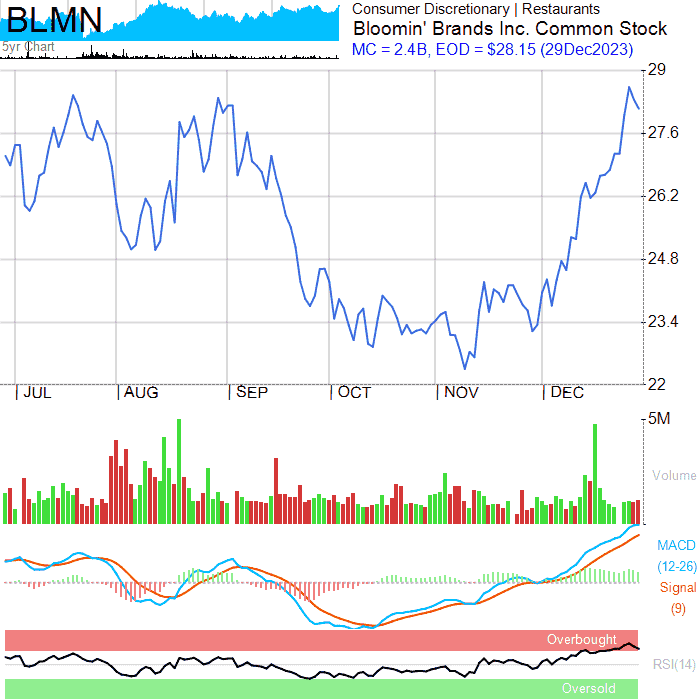 BLMN
5yr Chart
Consumer Discretionary | Restaurants
Bloomin' Brands Inc. Common Stock
MC = 2.4B, EOD = $28.15 (29Dec2023)
29
27.6
26.2
24.8
23.4
22
JUL
AUG
SEP
OCT
NOV
DEC
5M
Volume
MACD
(12-26)
Signal
(9)
Overbought
RSI(14)
Oversold